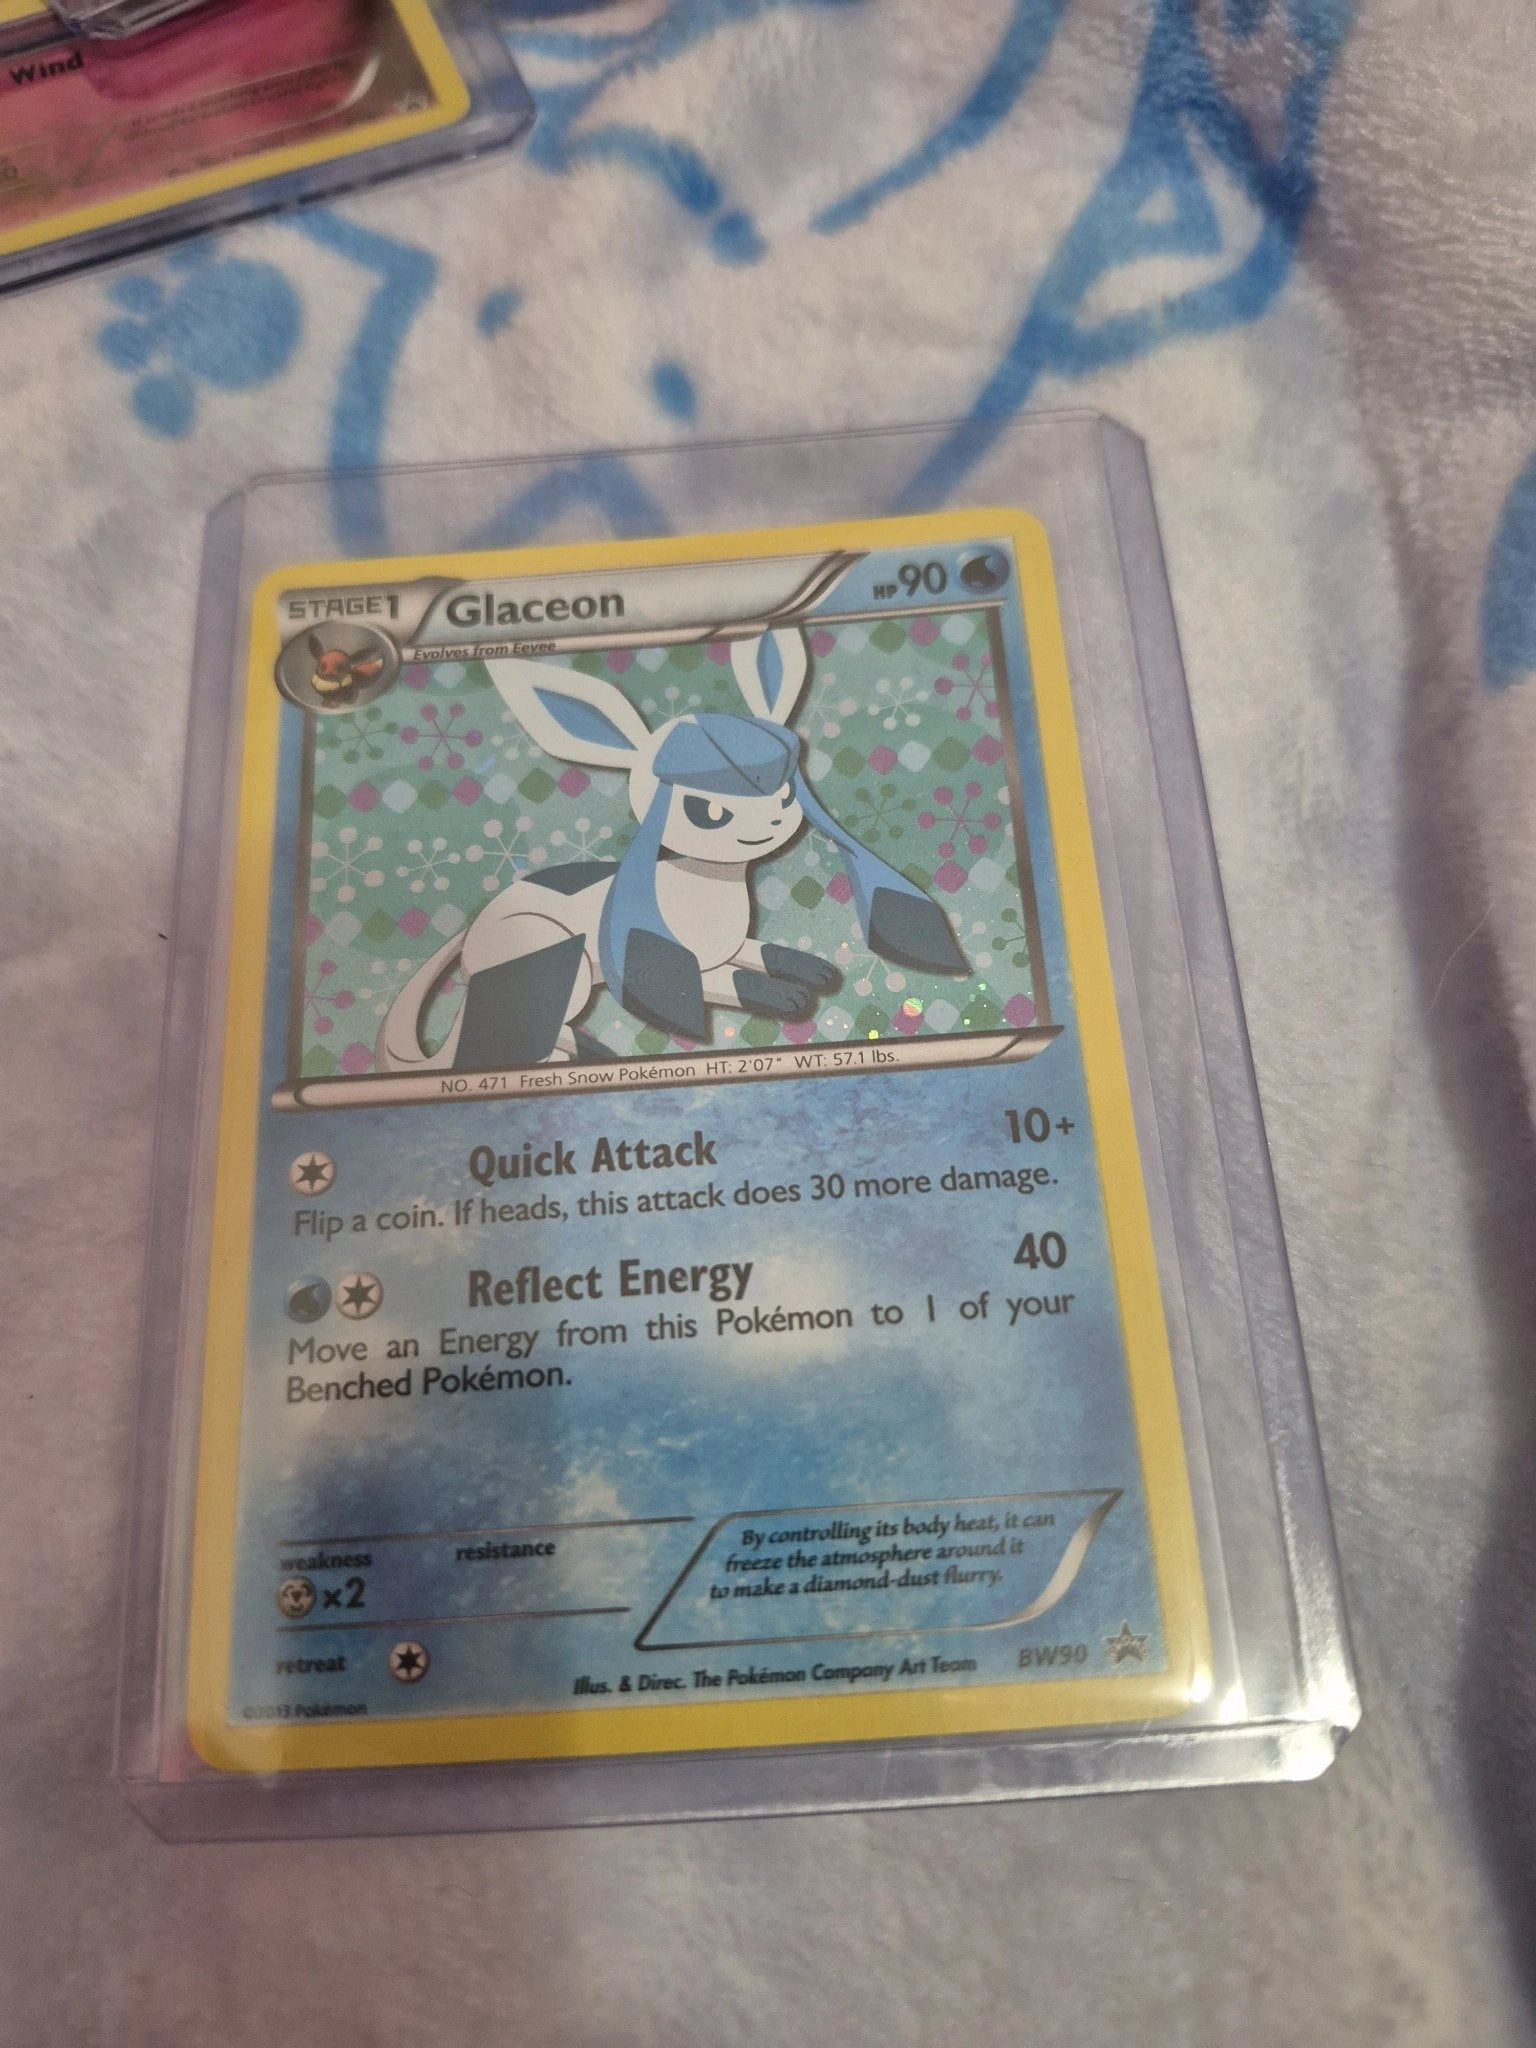 Wind
STAGE1 Glaceon HP 90
Evolves from Eevee
NO. 471 Fresh Snow Pokémon HT: 2'07" WT: 57.1 lbs.
Quick Attack 10+
Flip a coin. If heads, this attack does 30 more damage.
Reflect Energy 40
Move an Energy from this Pokémon to 1 of your
Benched Pokémon.
weakness resistance
x2
By controlling its body heat, it can
freeze the atmosphere around it
to make a diamond-dust flurry.
retreat
Illus. & Direc. The Pokémon Company Art Team BW90
©2013 Pokémon